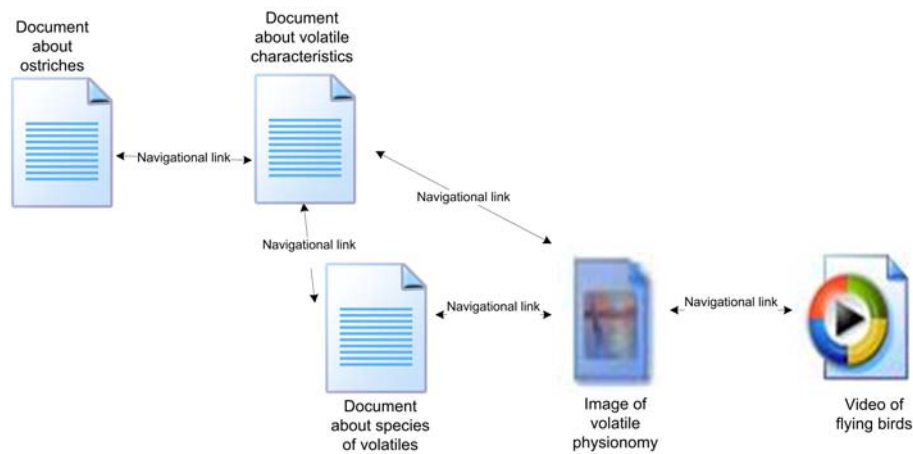 Document
about
ostriches
Document
about volatile
characteristics
Navigational link
Navigational link
Navigational link
Navigational link
Navigational link
Document
about species
of volatiles
Image of
volatile
physionomy
Video of
flying birds